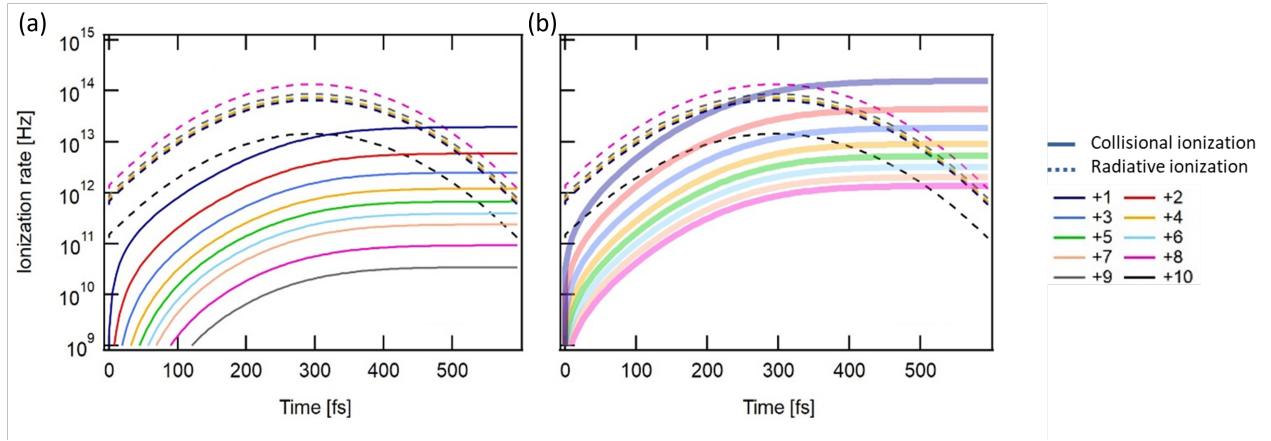 (a)
(b)
Ionization rate [Hz]
10^15
10^14
10^13
10^12
10^11
10^10
10^9
0 100 200 300 400 500
Time [fs]
0 100 200 300 400 500
Time [fs]
Collisional ionization
Radiative ionization
+1 +2
+3 +4
+5 +6
+7 +8
+9 +10